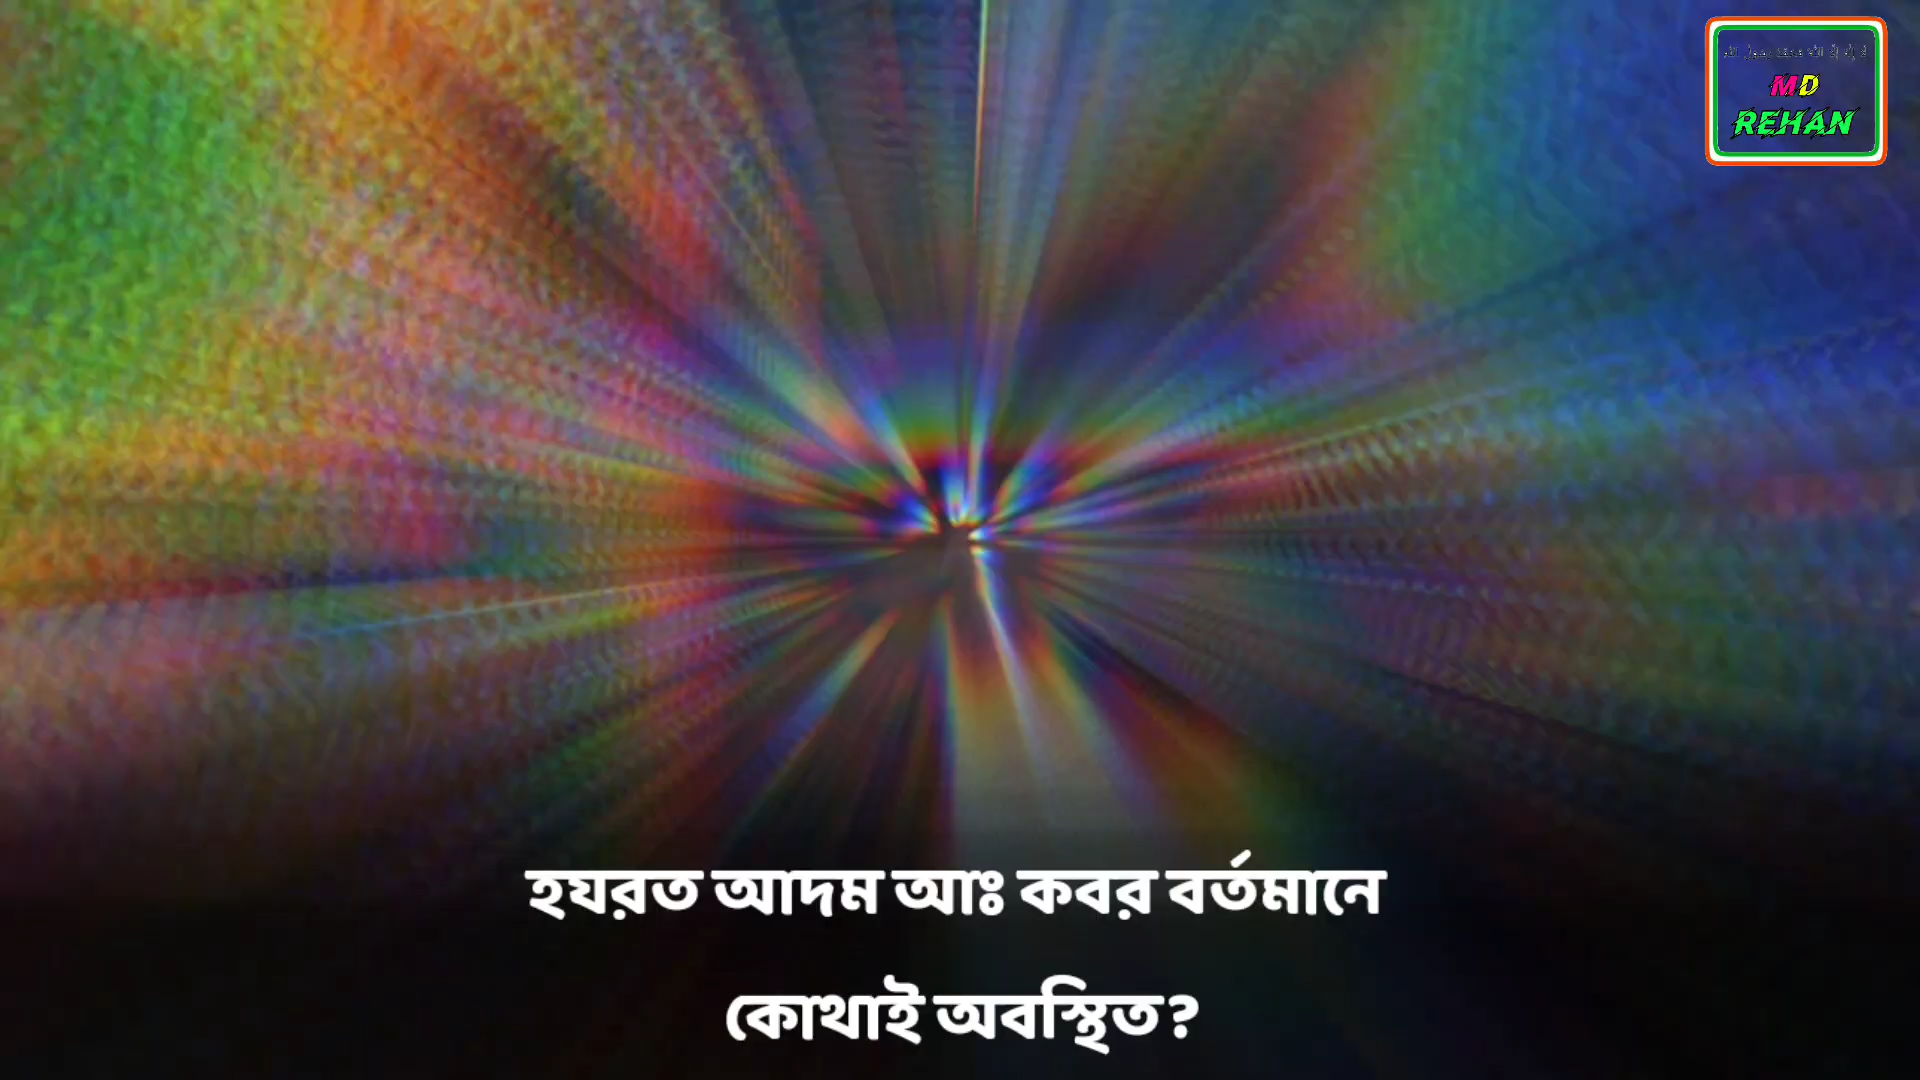 MD
REHAN
হযরত আদম আঃ কবর বর্তমানে
কোথাই অবস্থিত?